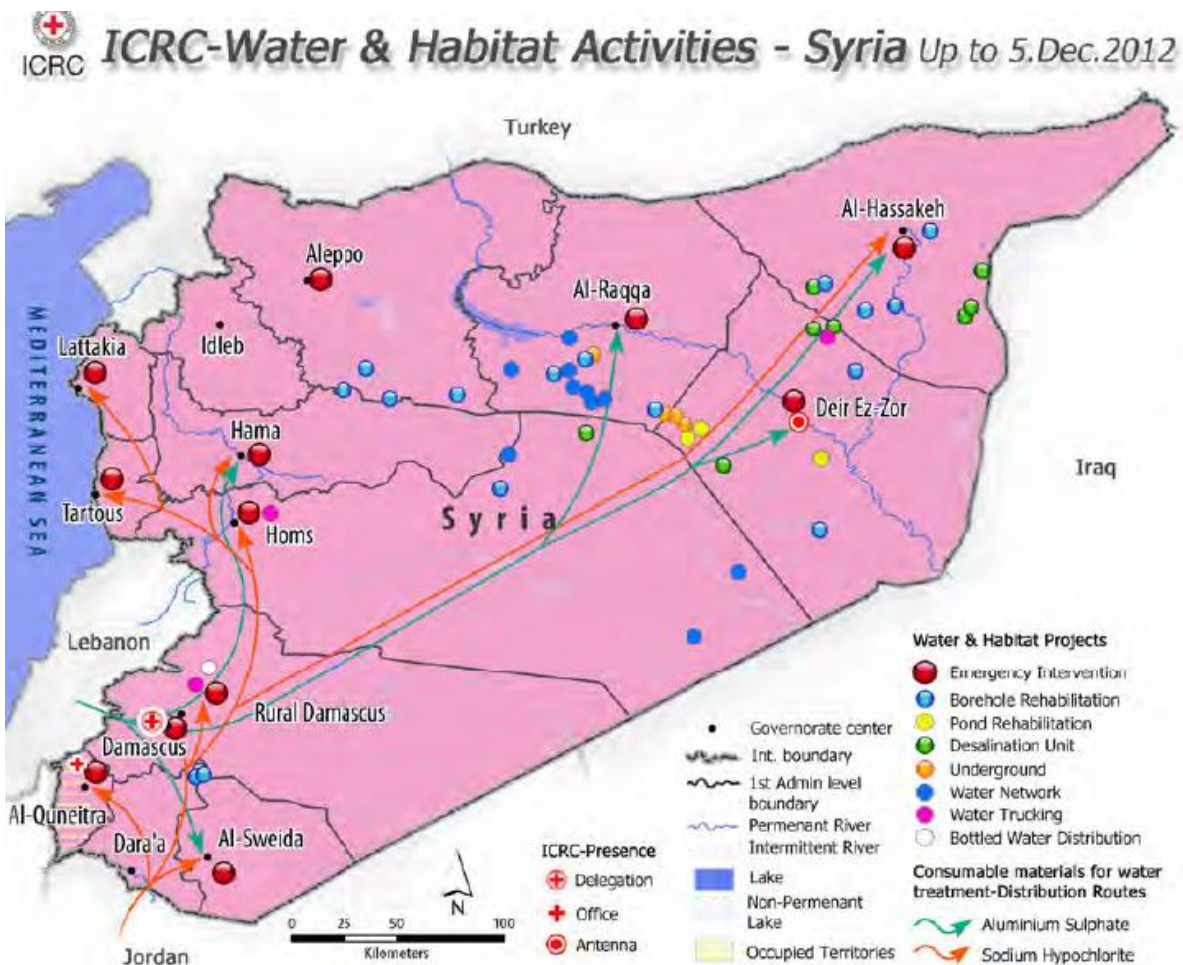 ICRC
ICRC-Water & Habitat Activities - Syria Up to 5.Dec.2012
Turkey
Al-Hassakeh
Aleppo
Al-Raqqa
MEDITERRANEAN SEA
Idleb
Lattakia
Deir Ez-Zor
Hama
Iraq
Tartous
Homs
Syria
Lebanon
Rural Damascus
Damascus
Al-Quneitra
Dara'a
Al-Sweida
Jordan
N
0 25 50 100
Kilometers
ICRC-Presence
Delegation
Office
Antenna
Governorate center
Int. boundary
1st Admin level
boundary
Permenant River
Intermittent River
Lake
Non-Permenant
Lake
Occupied Territories
Water & Habitat Projects
Emergency Intervention
Borehole Rehabilitation
Pond Rehabilitation
Desalination Unit
Underground
Water Network
Water Trucking
Bottled Water Distribution
Consumable materials for water
treatment-Distribution Routes
Aluminium Sulphate
Sodium Hypochlorite